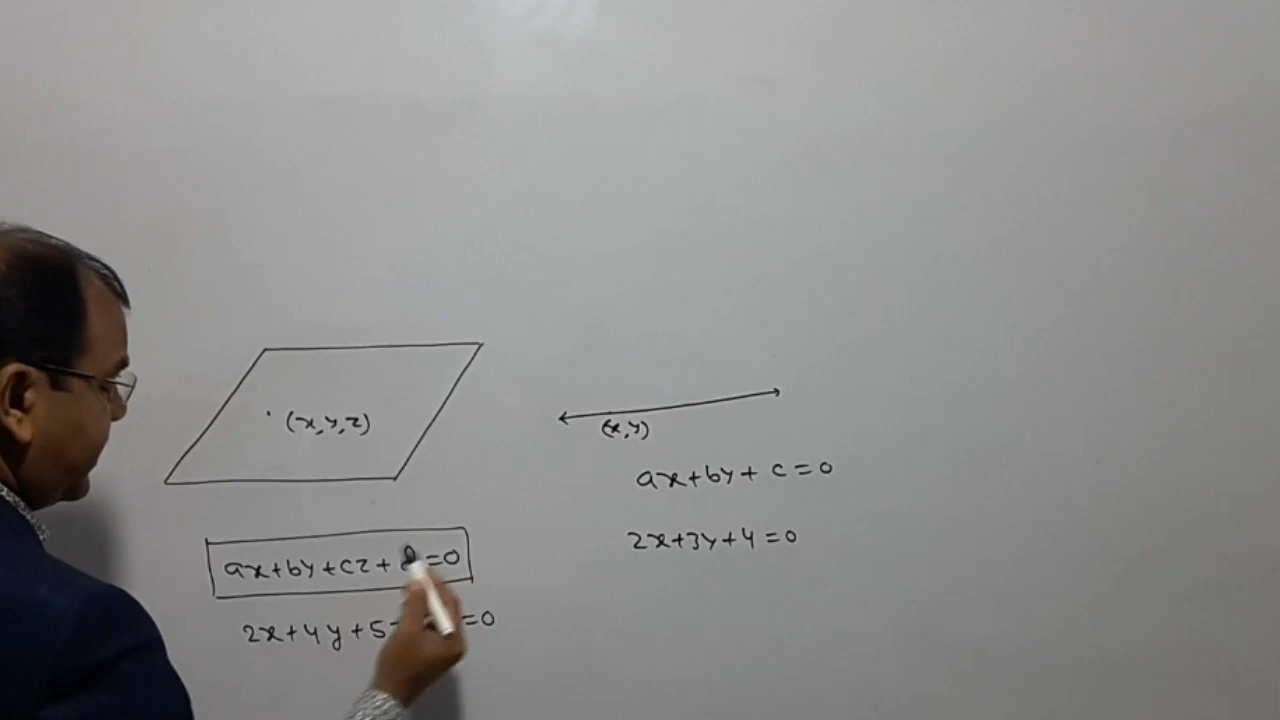 (x,y,z)
(x,y)
ax+by+c=0
2x+3y+4=0
ax+by+cz+d=0
2x+4y+5 =0